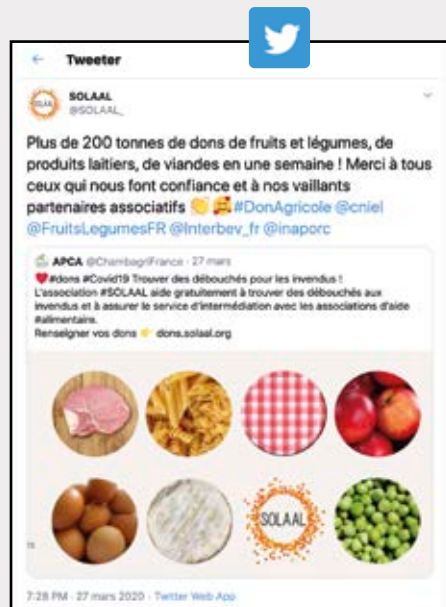 ← Tweeter
SOLAAL
@SOLAAL_
Plus de 200 tonnes de dons de fruits et légumes, de
produits laitiers, de viandes en une semaine ! Merci à tous
ceux qui nous font confiance et à nos vaillants
partenaires associatifs 👏 🥰 #DonAgricole @cniel
@FruitsLegumesFR @Interbev_fr @inaporc
APCA @ChambagriFrance · 27 mars
❤️#dons #Covid19 Trouver des débouchés pour les invendus !
L'association #SOLAAL aide gratuitement à trouver des débouchés aux
invendus et à assurer le service d'intermédiation avec les associations d'aide
#alimentaire.
Renseigner vos dons 👉 dons.solaal.org
SOLAAL
7:28 PM · 27 mars 2020 · Twitter Web App